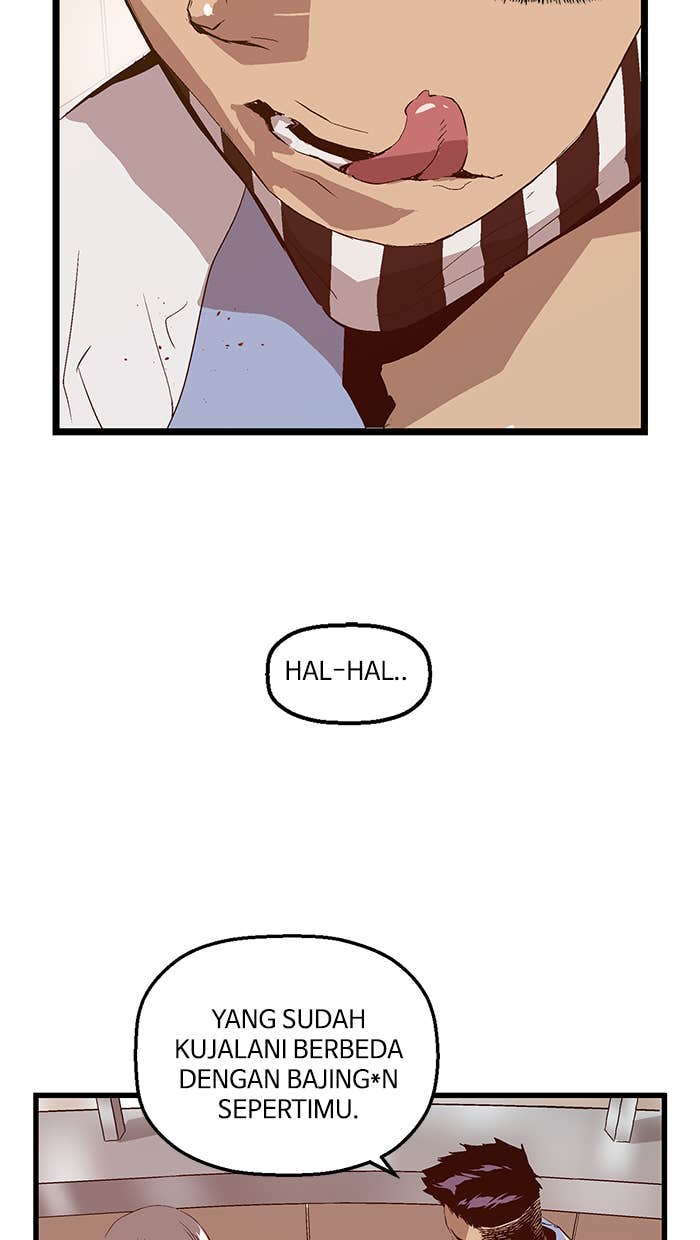 HAL-HAL..
YANG SUDAH
KUJALANI BERBEDA
DENGAN BAJING*N
SEPERTIMU.